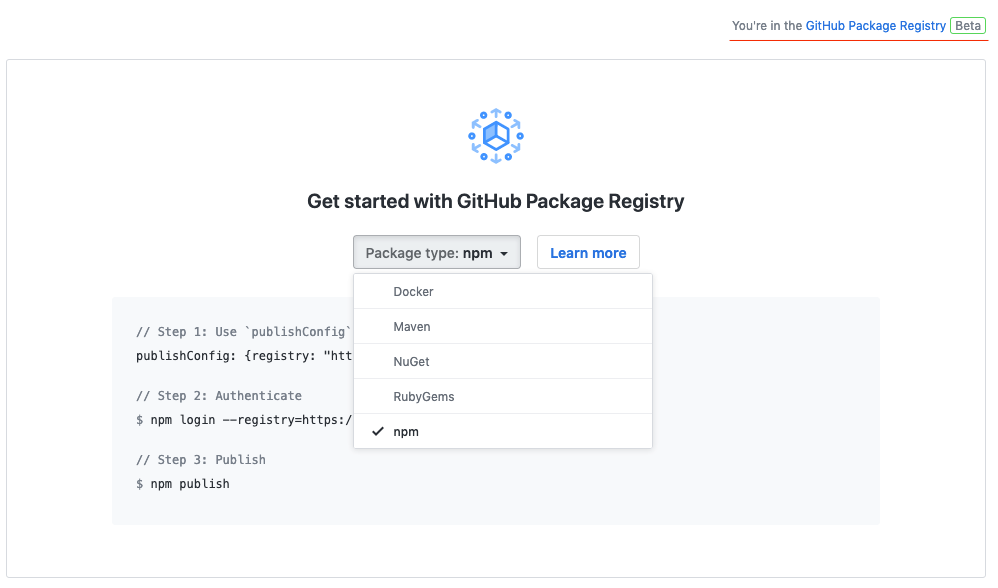 You're in the GitHub Package Registry Beta
Get started with GitHub Package Registry
Package type: npm
Learn more
Docker
Maven
NuGet
RubyGems
npm
// Step 1: Use `publishConfig`
publishConfig: {registry: "htt
// Step 2: Authenticate
$ npm login --registry=https:/
// Step 3: Publish
$ npm publish